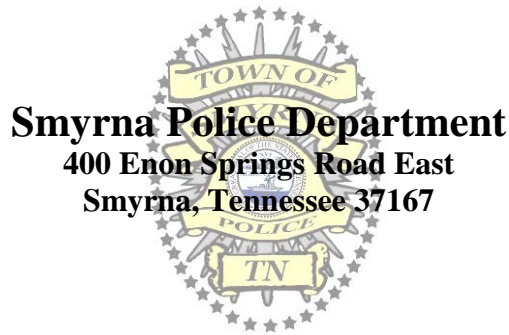 TOWN OF
Smyrna Police Department
400 Enon Springs Road East
Smyrna, Tennessee 37167
POLICE
TN